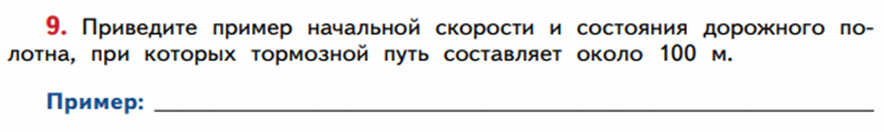 9. Приведите пример начальной скорости и состояния дорожного по-
лотна, при которых тормозной путь составляет около 100 м.
Пример: